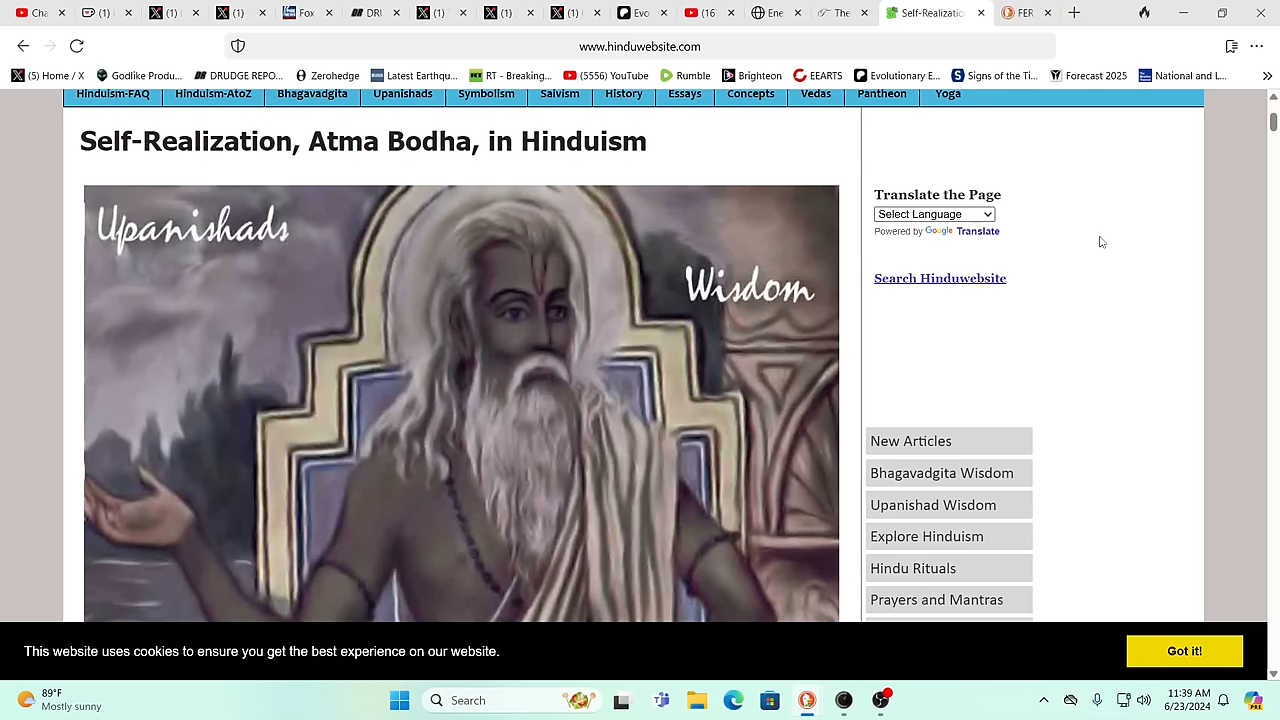 Cha
(1)
(1)
(1)
Fox
DRU
(1)
(1)
(1)
Evo
(16
Ene
The
Self-Realizatio
FER
www.hinduwebsite.com
(5) Home / X
Godlike Produ...
DRUDGE REPO...
Zerohedge
Latest Earthqu...
RT - Breaking...
(5556) YouTube
Rumble
Brighteon
EEARTS
Evolutionary E...
Signs of the Ti...
Forecast 2025
National and L...
Hinduism-FAQ
Hinduism-AtoZ
Bhagavadgita
Upanishads
Symbolism
Saivism
History
Essays
Concepts
Vedas
Pantheon
Yoga
Self-Realization, Atma Bodha, in Hinduism
Upanishads
Wisdom
Translate the Page
Select Language
Powered by Google Translate
Search Hinduwebsite
New Articles
Bhagavadgita Wisdom
Upanishad Wisdom
Explore Hinduism
Hindu Rituals
Prayers and Mantras
This website uses cookies to ensure you get the best experience on our website.
Got it!
89°F
Mostly sunny
Search
11:39 AM
6/23/2024